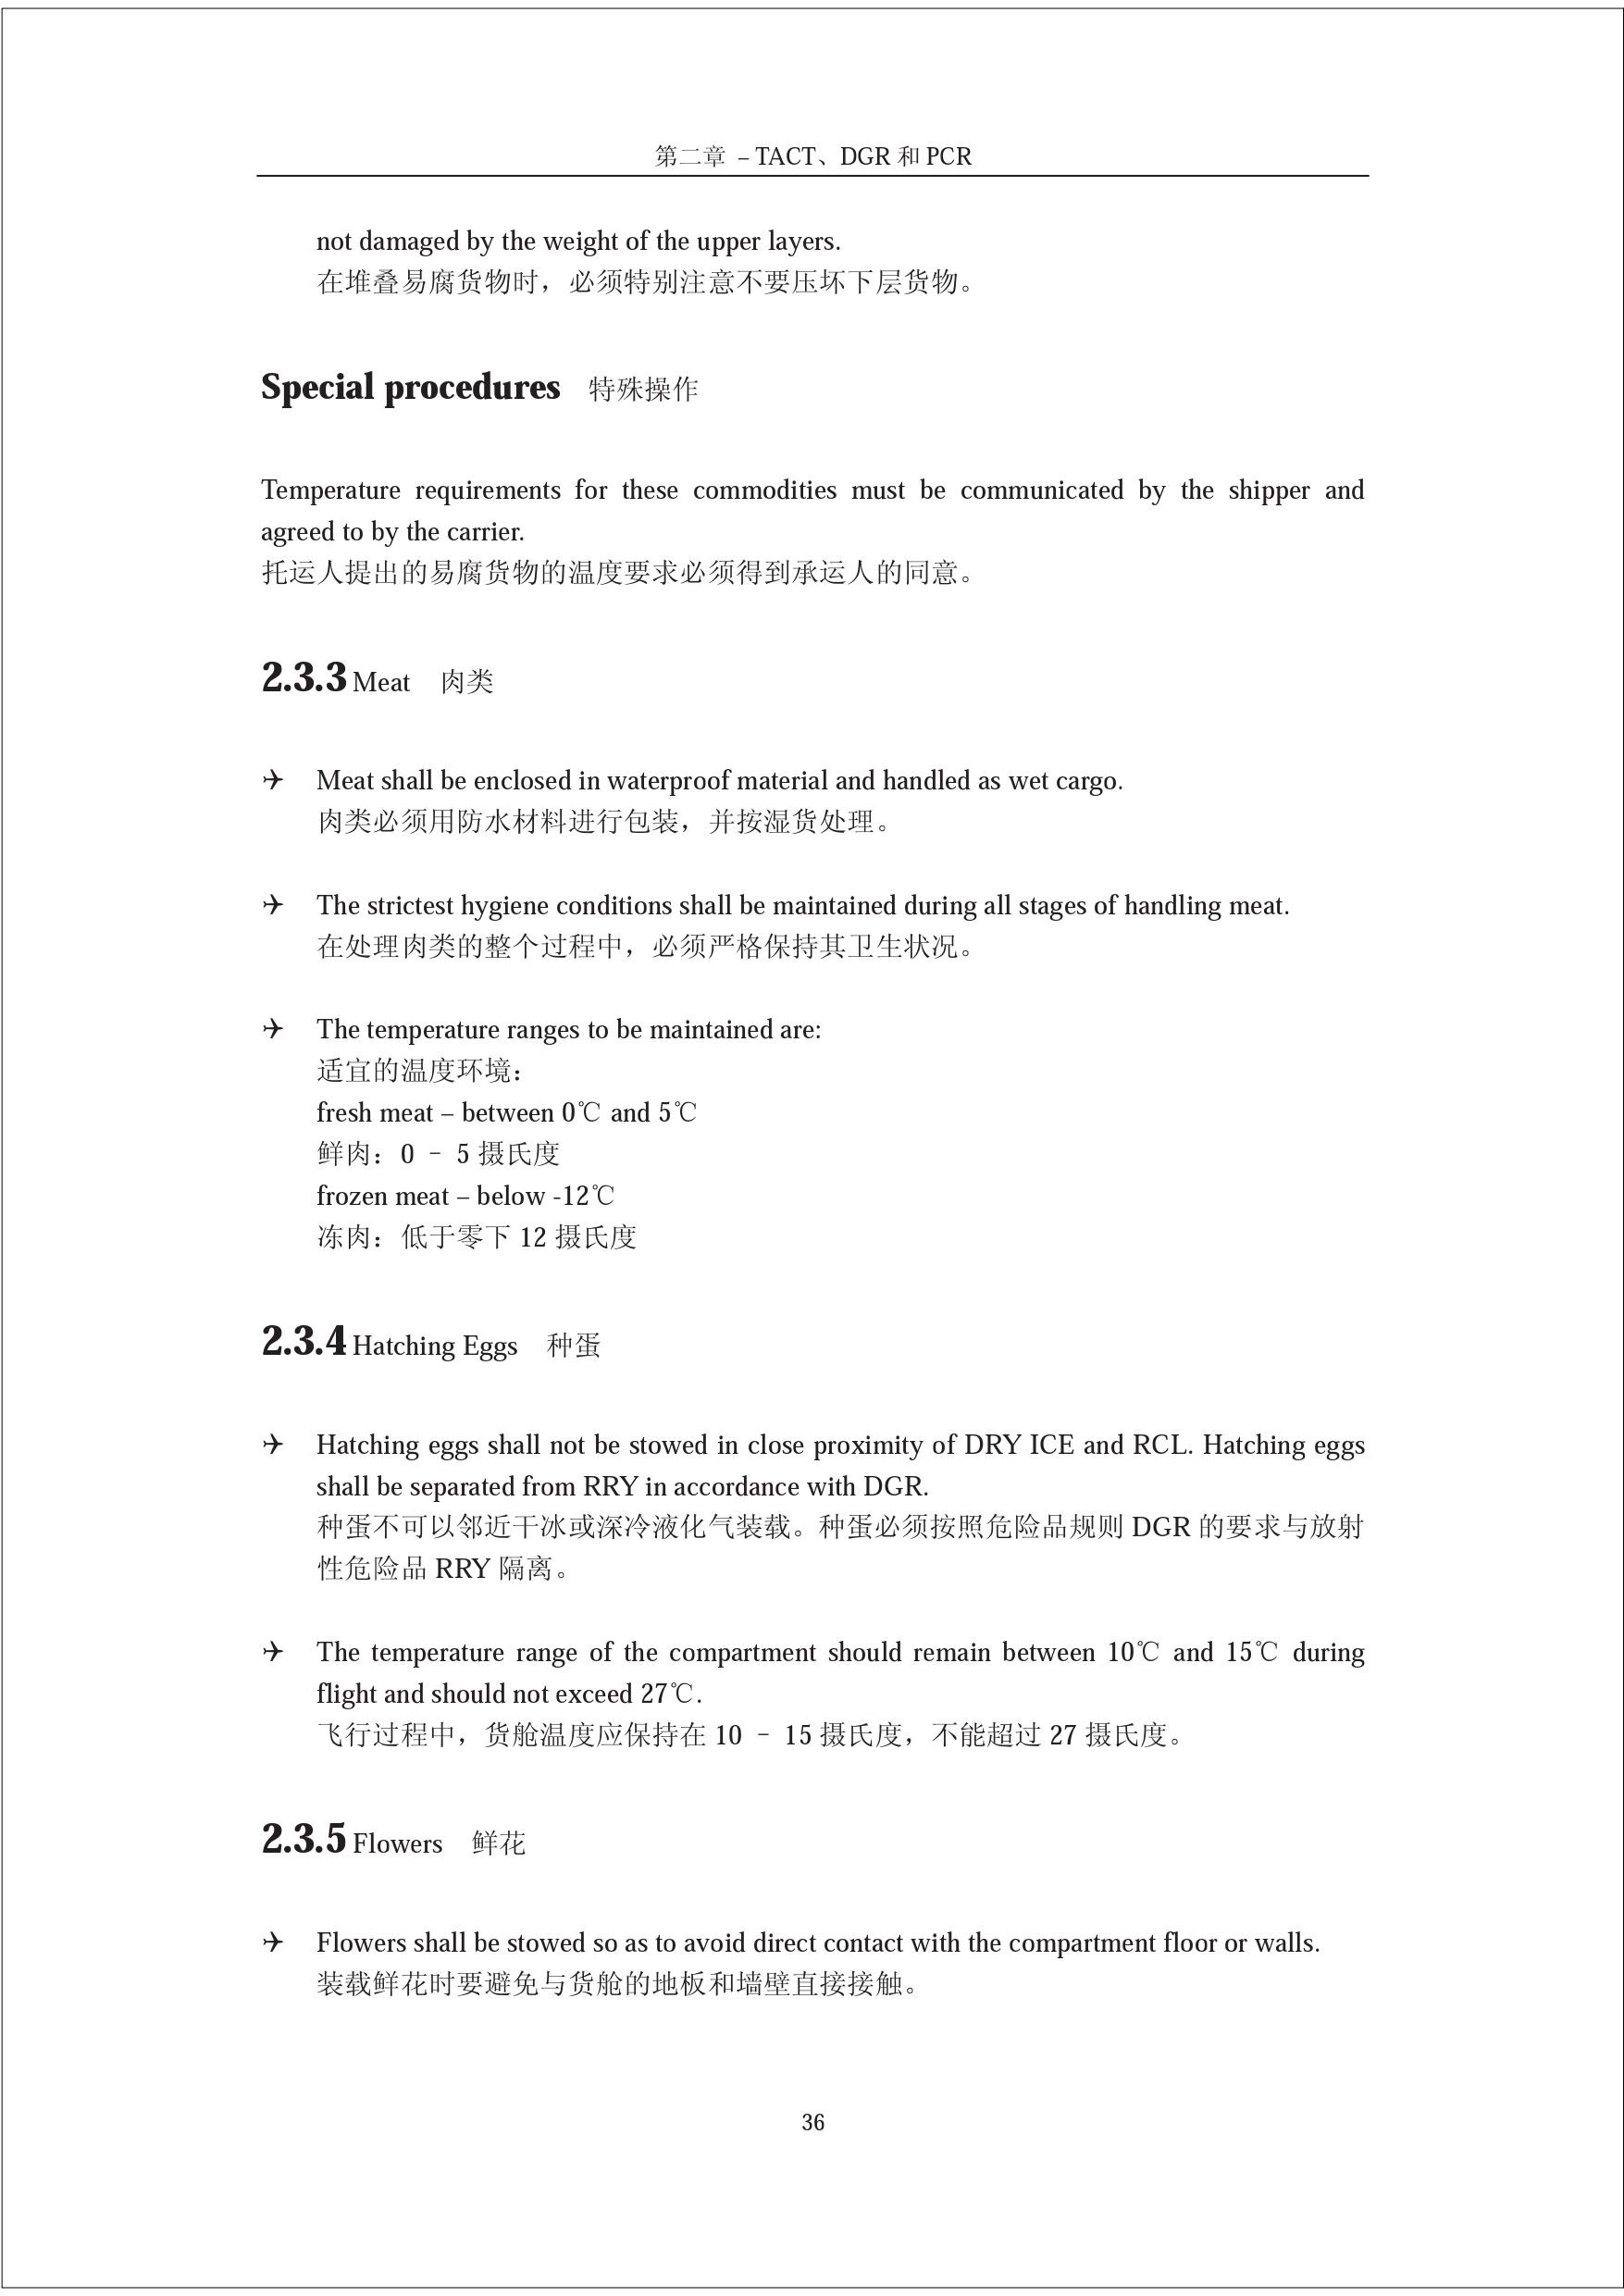 第二章 – TACT、DGR 和 PCR
not damaged by the weight of the upper layers.
在堆叠易腐货物时，必须特别注意不要压坏下层货物。
Special procedures 特殊操作
Temperature requirements for these commodities must be communicated by the shipper and
agreed to by the carrier.
托运人提出的易腐货物的温度要求必须得到承运人的同意。
2.3.3 Meat 肉类
✈ Meat shall be enclosed in waterproof material and handled as wet cargo.
肉类必须用防水材料进行包装，并按湿货处理。
✈ The strictest hygiene conditions shall be maintained during all stages of handling meat.
在处理肉类的整个过程中，必须严格保持其卫生状况。
✈ The temperature ranges to be maintained are:
适宜的温度环境：
fresh meat – between 0℃ and 5℃
鲜肉：0 – 5 摄氏度
frozen meat – below -12℃
冻肉：低于零下 12 摄氏度
2.3.4 Hatching Eggs 种蛋
✈ Hatching eggs shall not be stowed in close proximity of DRY ICE and RCL. Hatching eggs
shall be separated from RRY in accordance with DGR.
种蛋不可以邻近干冰或深冷液化气装载。种蛋必须按照危险品规则 DGR 的要求与放射
性危险品 RRY 隔离。
✈ The temperature range of the compartment should remain between 10℃ and 15℃ during
flight and should not exceed 27℃.
飞行过程中，货舱温度应保持在 10 – 15 摄氏度，不能超过 27 摄氏度。
2.3.5 Flowers 鲜花
✈ Flowers shall be stowed so as to avoid direct contact with the compartment floor or walls.
装载鲜花时要避免与货舱的地板和墙壁直接接触。
36